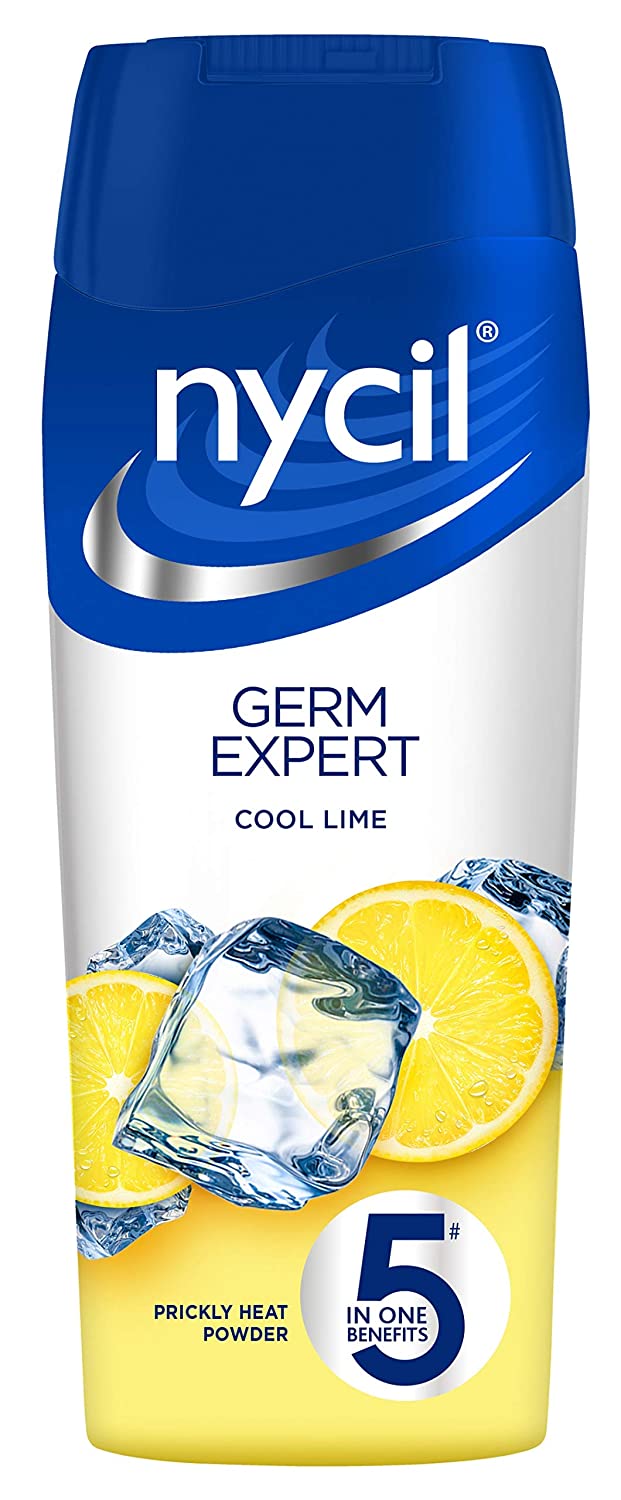 nycil®
GERM
EXPERT
COOL LIME
PRICKLY HEAT
POWDER
5#
IN ONE
BENEFITS